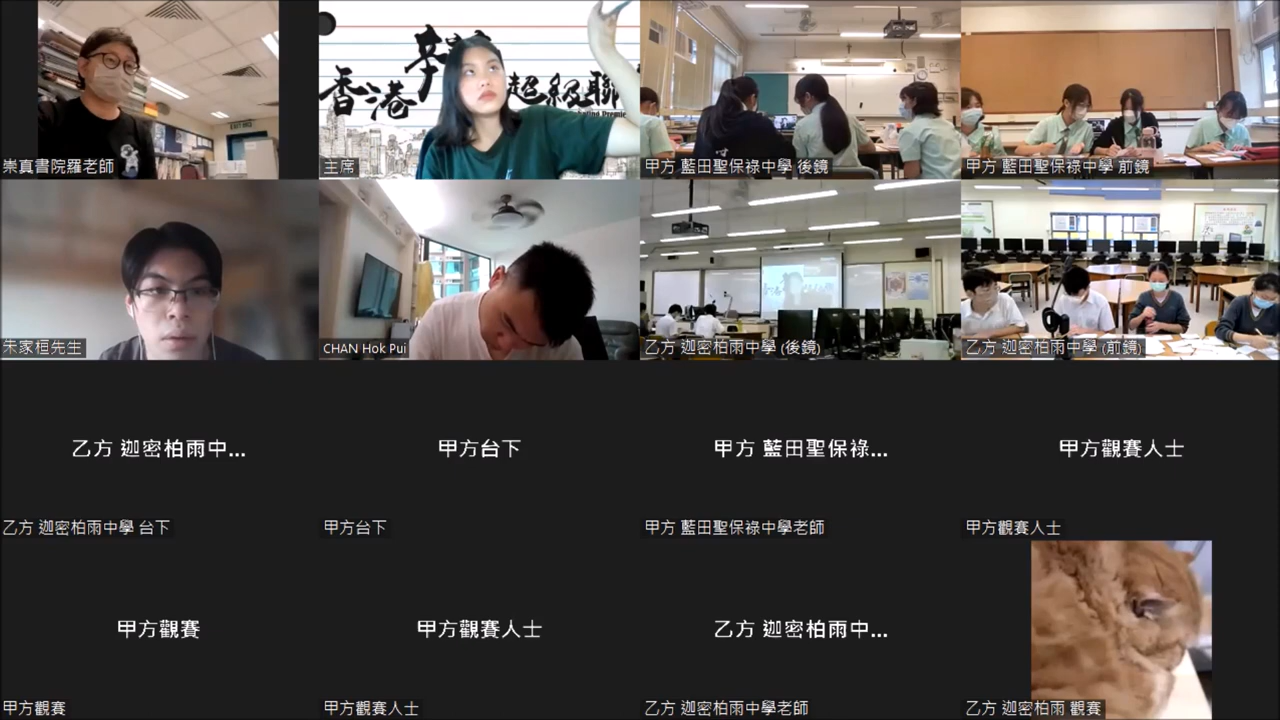 香港辛
超級聯
主席
崇真書院羅老師
甲方 藍田聖保祿中學 後鏡
甲方 藍田聖保祿中學 前鏡
朱家桓先生
CHAN Hok Pui
乙方 迦密柏雨中學 (後鏡)
乙方 迦密柏雨中學 (前鏡)
乙方 迦密柏雨中...
甲方台下
甲方 藍田聖保祿...
甲方觀賽人士
乙方 迦密柏雨中學 台下
甲方台下
甲方 藍田聖保祿中學老師
甲方觀賽人士
甲方觀賽
甲方觀賽人士
乙方 迦密柏雨中...
甲方觀賽
甲方觀賽人士
乙方 迦密柏雨中學老師
乙方 迦密柏雨 觀賽